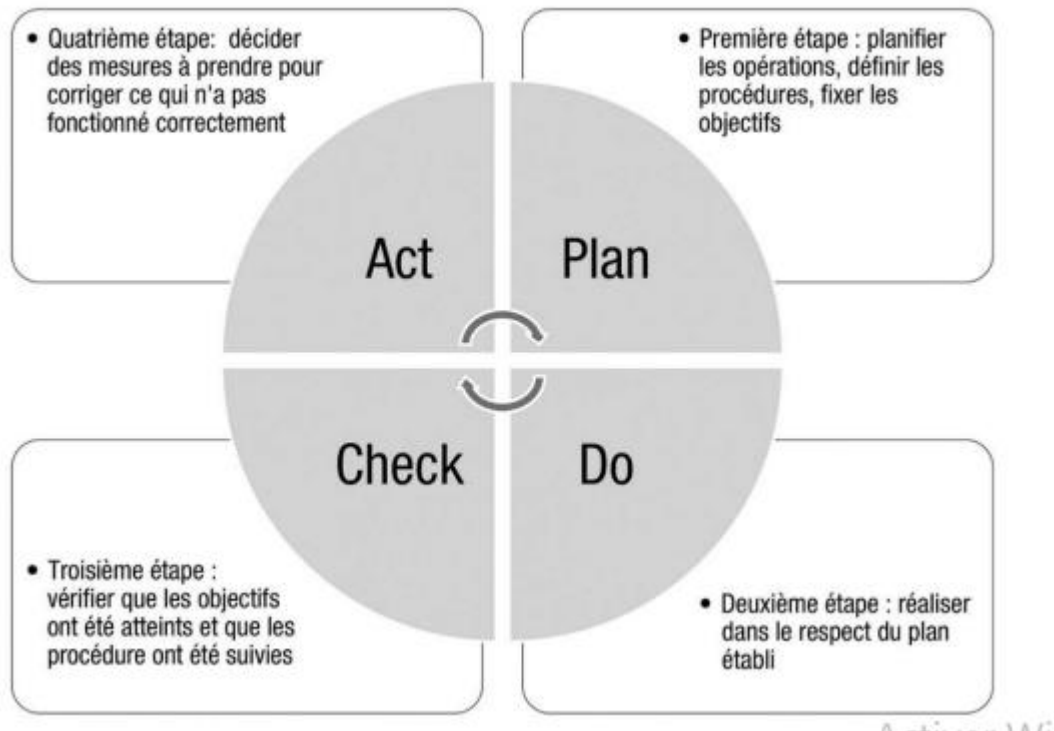 • Quatrième étape: décider
des mesures à prendre pour
corriger ce qui n'a pas
fonctionné correctement
• Première étape : planifier
les opérations, définir les
procédures, fixer les
objectifs
Act
Plan
Check
Do
• Troisième étape :
vérifier que les objectifs
ont été atteints et que les
procédure ont été suivies
• Deuxième étape : réaliser
dans le respect du plan
établi